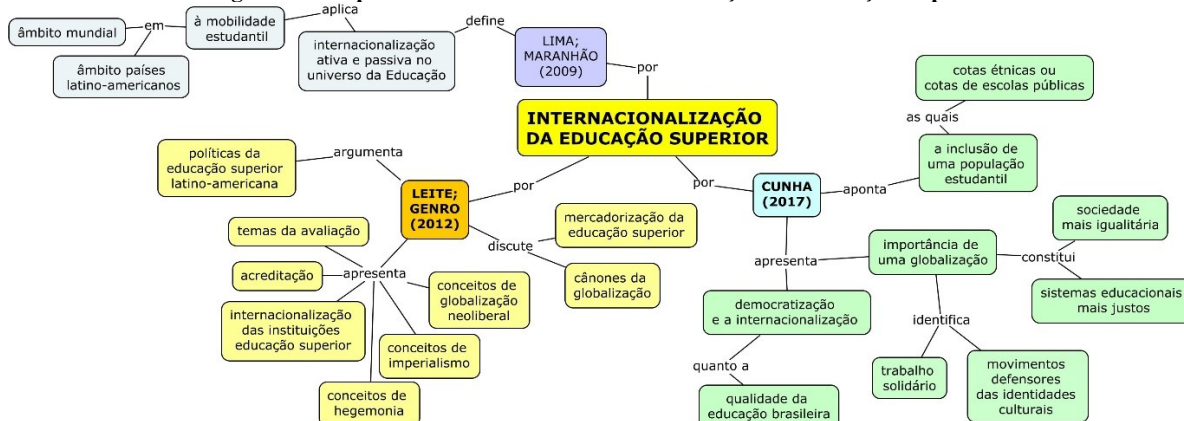 âmbito mundial
em
âmbito países
latino-americanos
à mobilidade
estudantil
aplica
internacionalização
ativa e passiva no
universo da Educação
define
LIMA;
MARANHÃO
(2009)
por
INTERNACIONALIZAÇÃO
DA EDUCAÇÃO SUPERIOR
cotas étnicas ou
cotas de escolas públicas
as quais
a inclusão de
uma população
estudantil
aponta
CUNHA
(2017)
por
por
LEITE;
GENRO
(2012)
argumenta
políticas da
educação superior
latino-americana
discute
mercadorização da
educação superior
cânones da
globalização
apresenta
temas da avaliação
acreditação
internacionalização
das instituições
educação superior
conceitos de
hegemonia
conceitos de
imperialismo
conceitos de
globalização
neoliberal
apresenta
importância de
uma globalização
constitui
sociedade
mais igualitária
sistemas educacionais
mais justos
identifica
trabalho
solidário
movimentos
defensores
das identidades
culturais
democratização
e a internacionalização
quanto a
qualidade da
educação brasileira